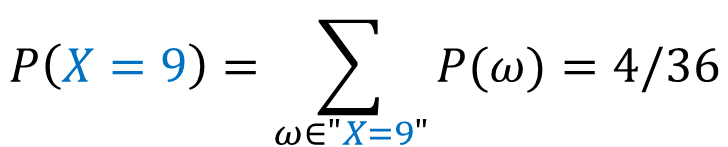 P(X = 9) = ∑ P(ω) = 4/36
ω∈"X=9"